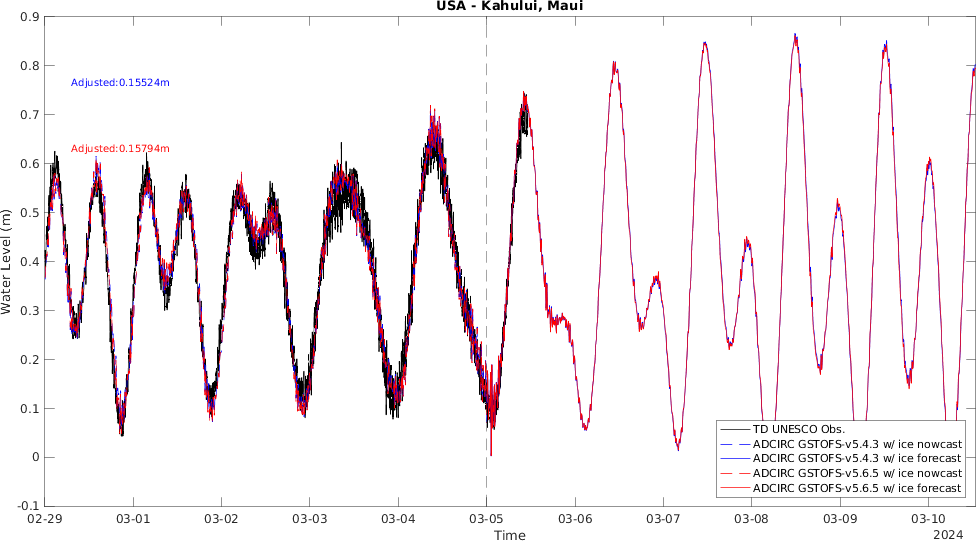 USA - Kahului, Maui
0.9
0.8
0.7
0.6
0.5
0.4
0.3
0.2
0.1
0
-0.1
Water Level (m)
Adjusted:0.15524m
Adjusted:0.15794m
TD UNESCO Obs.
ADCIRC GSTOFS-v5.4.3 w/ ice nowcast
ADCIRC GSTOFS-v5.4.3 w/ ice forecast
ADCIRC GSTOFS-v5.6.5 w/ ice nowcast
ADCIRC GSTOFS-v5.6.5 w/ ice forecast
02-29 03-01 03-02 03-03 03-04 03-05 03-06 03-07 03-08 03-09 03-10
Time
2024